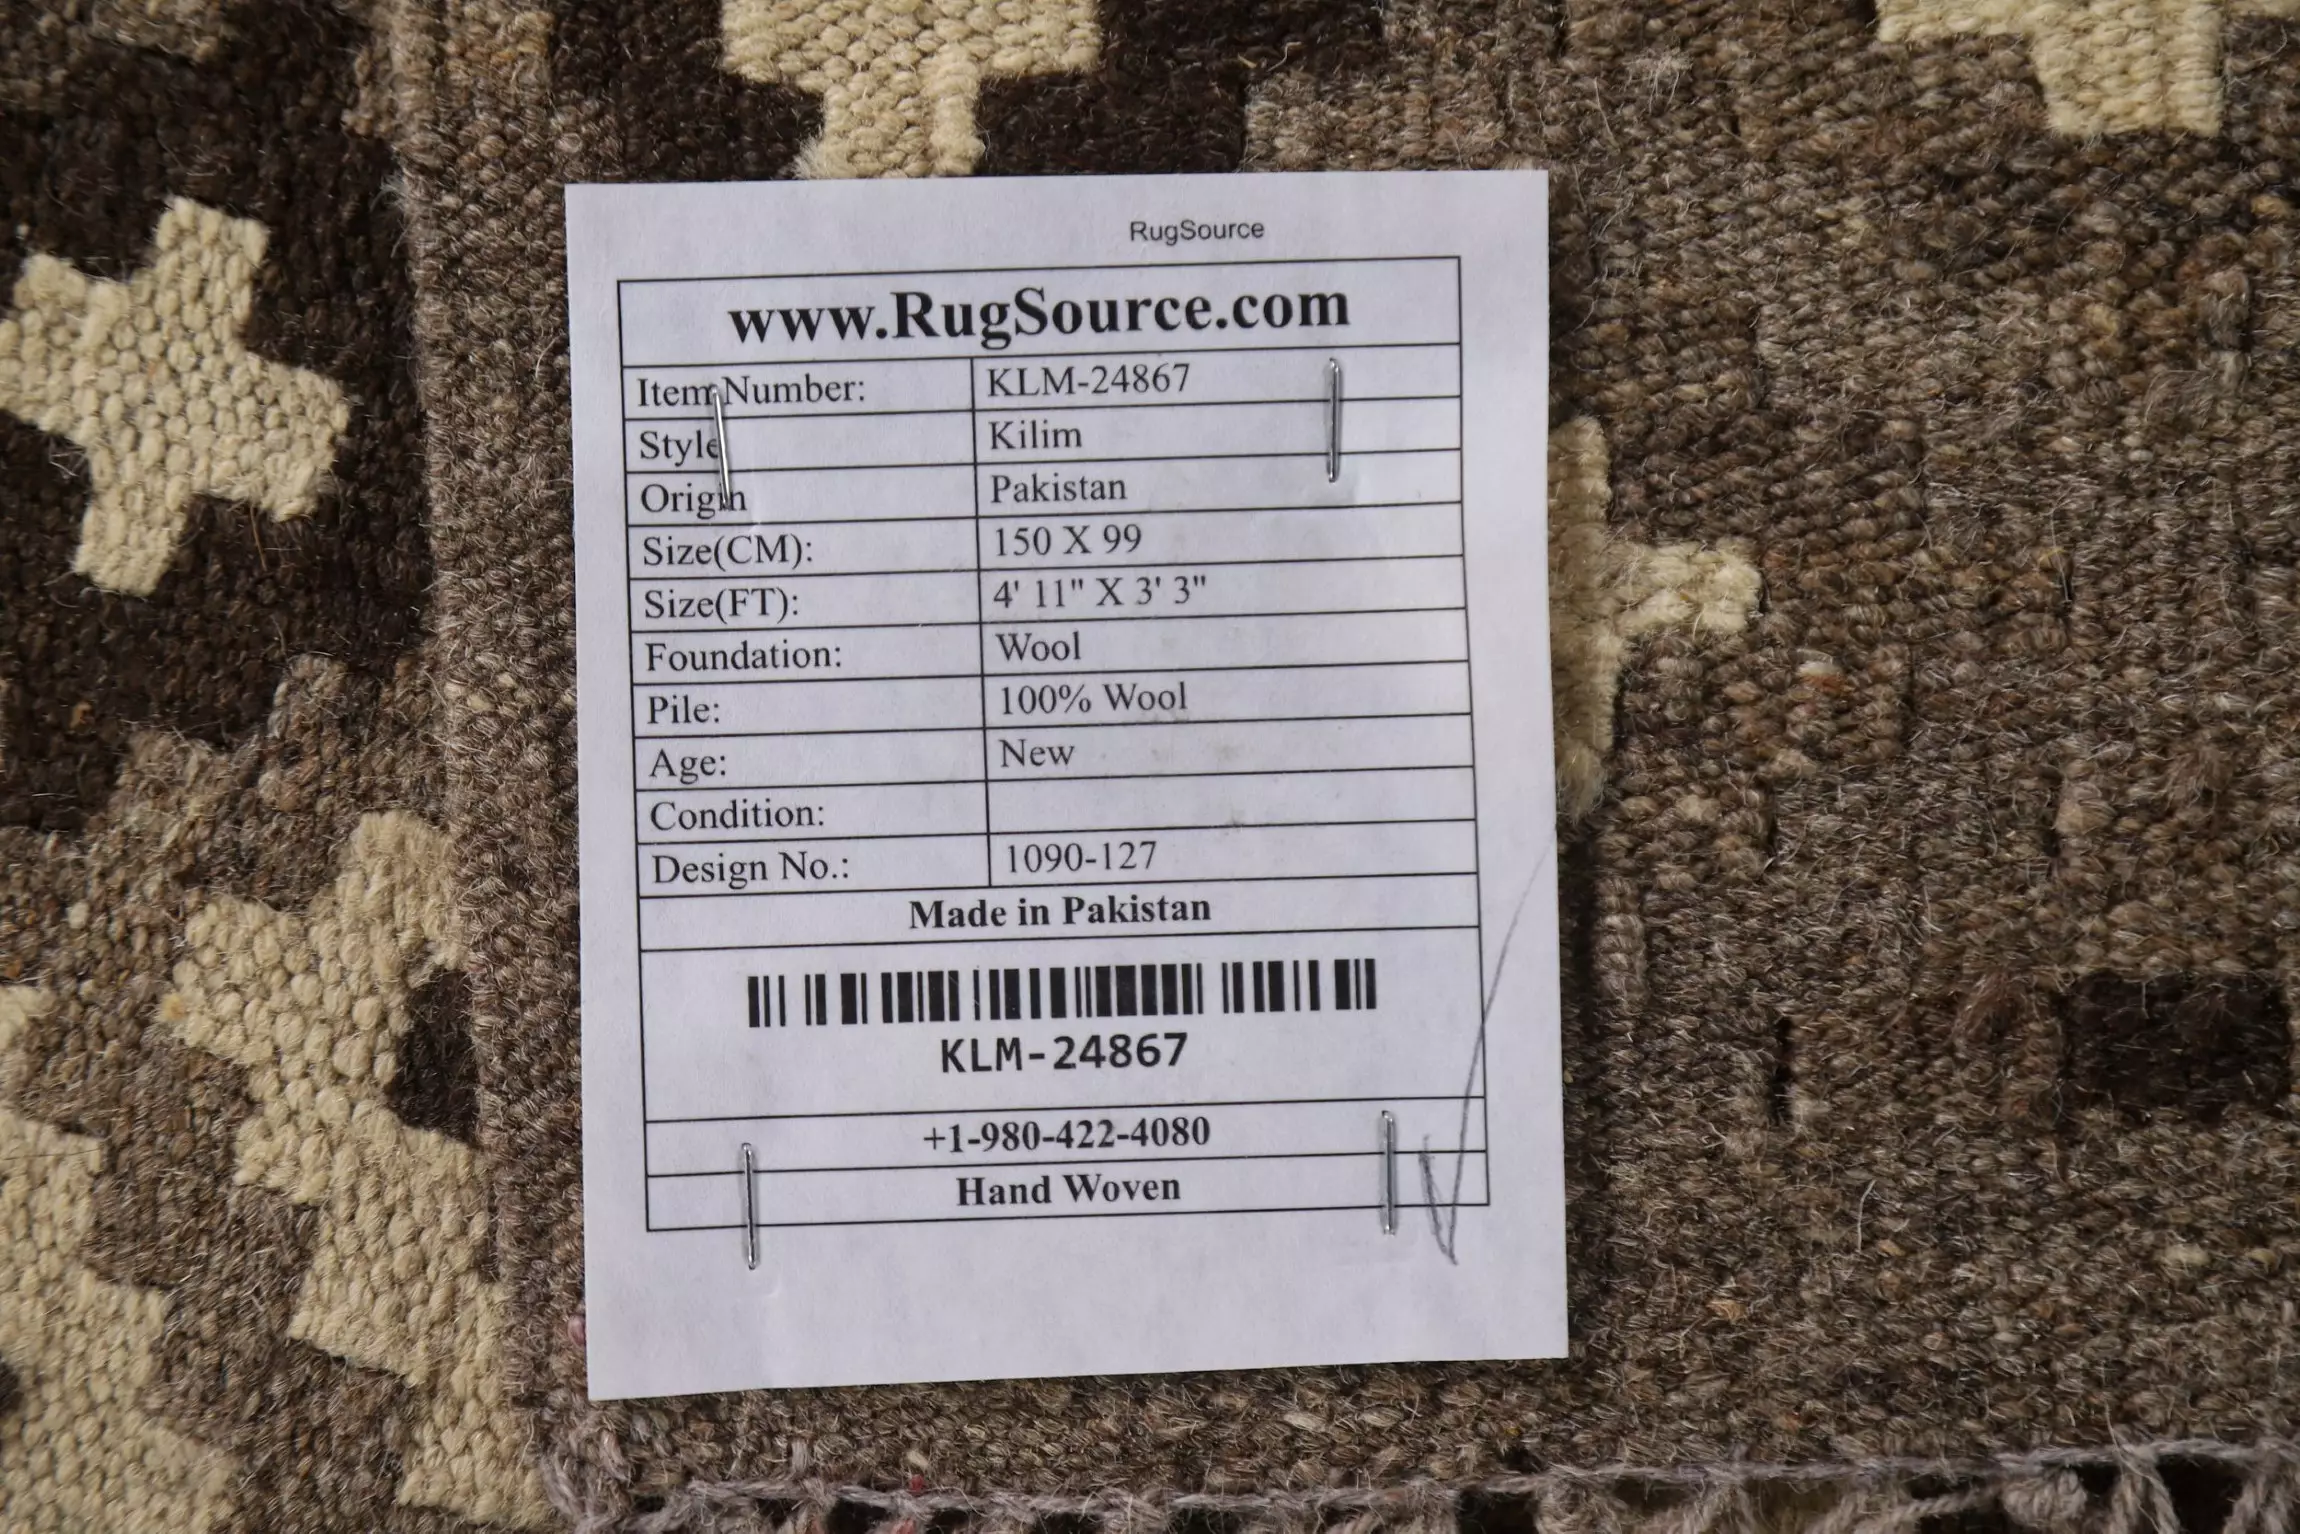 RugSource
www.RugSource.com
Item Number: KLM-24867
Style Kilim
Origin Pakistan
Size(CM): 150 X 99
Size(FT): 4' 11" X 3' 3"
Foundation: Wool
Pile: 100% Wool
Age: New
Condition:
Design No.: 1090-127
Made in Pakistan
KLM-24867
+1-980-422-4080
Hand Woven